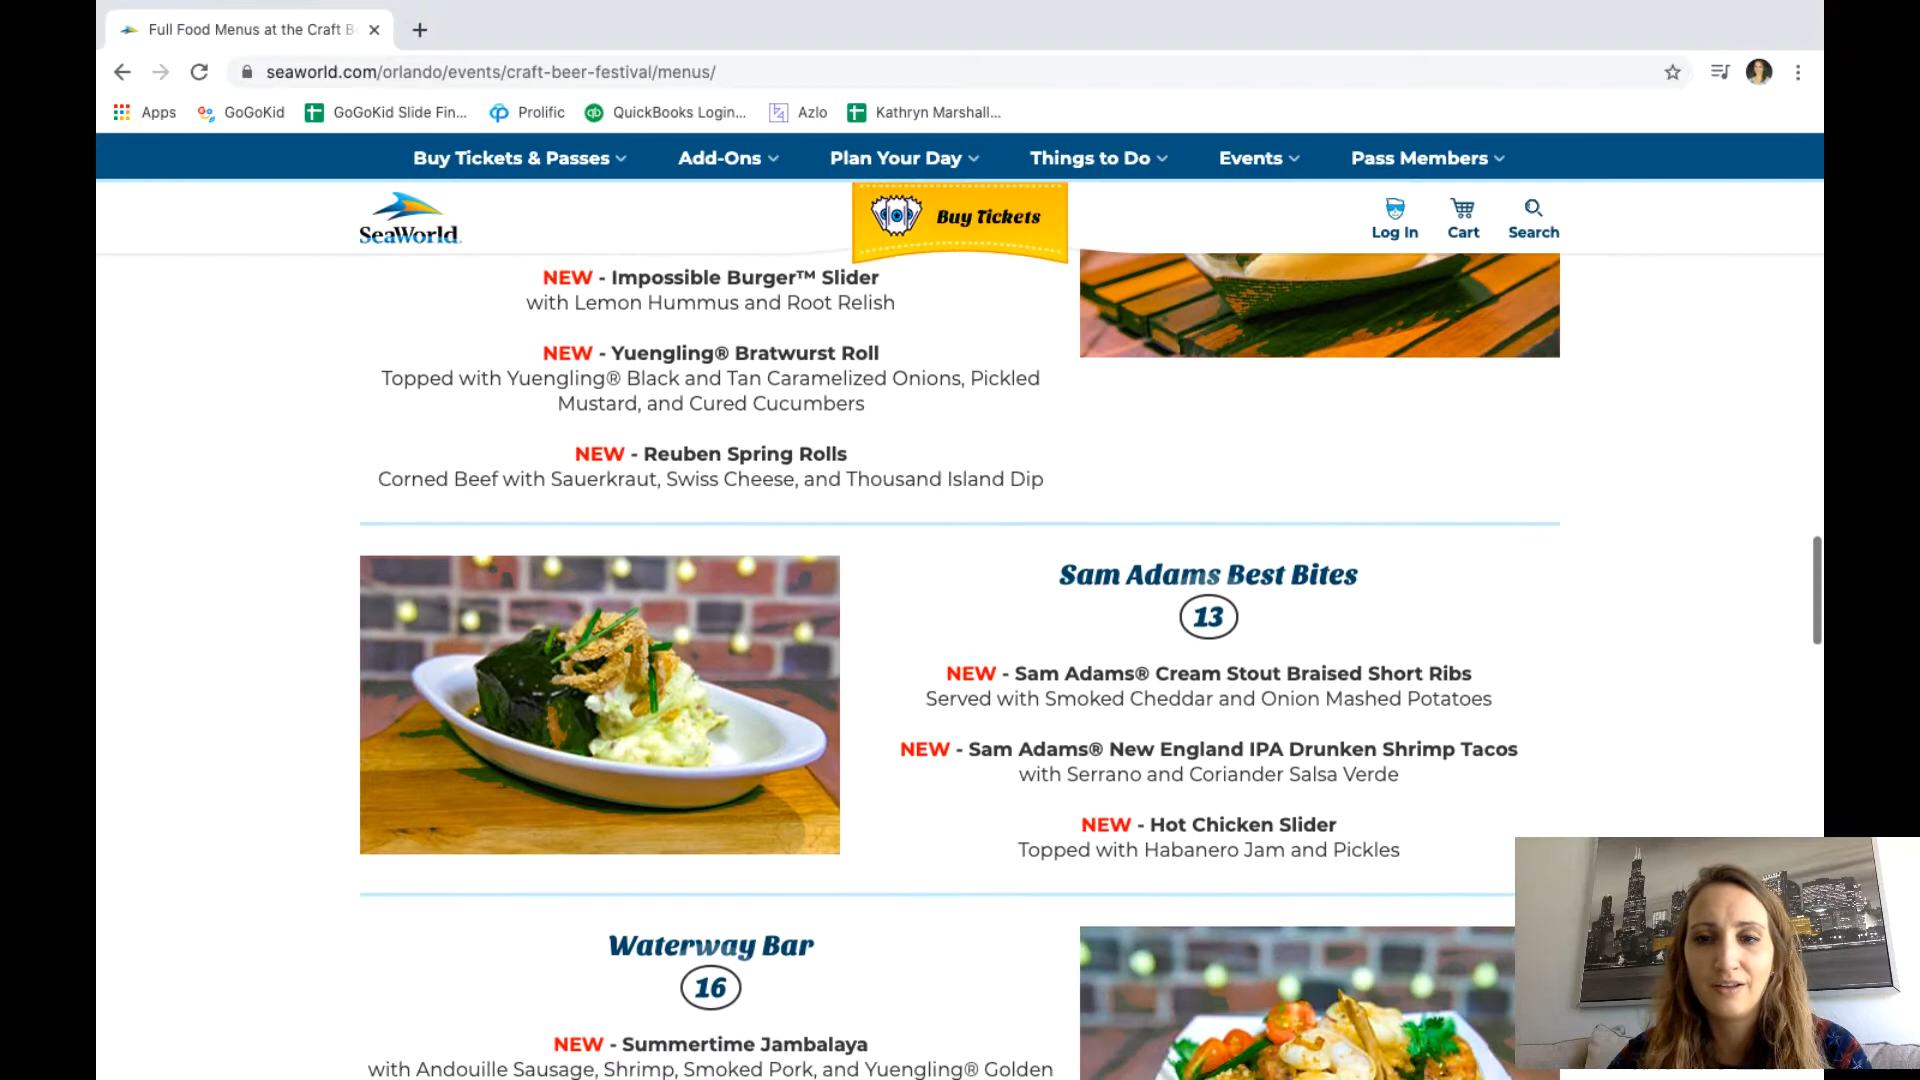 Full Food Menus at the Craft B
seaworld.com/orlando/events/craft-beer-festival/menus/
Apps GoGoKid GoGoKid Slide Fin... Prolific QuickBooks Login... Azlo Kathryn Marshall...
Buy Tickets & Passes Add-Ons Plan Your Day Things to Do Events Pass Members
SeaWorld
Buy Tickets
Log In Cart Search
NEW - Impossible Burger™ Slider
with Lemon Hummus and Root Relish
NEW - Yuengling® Bratwurst Roll
Topped with Yuengling® Black and Tan Caramelized Onions, Pickled
Mustard, and Cured Cucumbers
NEW - Reuben Spring Rolls
Corned Beef with Sauerkraut, Swiss Cheese, and Thousand Island Dip
Sam Adams Best Bites
13
NEW - Sam Adams® Cream Stout Braised Short Ribs
Served with Smoked Cheddar and Onion Mashed Potatoes
NEW - Sam Adams® New England IPA Drunken Shrimp Tacos
with Serrano and Coriander Salsa Verde
NEW - Hot Chicken Slider
Topped with Habanero Jam and Pickles
Waterway Bar
16
NEW - Summertime Jambalaya
with Andouille Sausage, Shrimp, Smoked Pork, and Yuengling® Golden